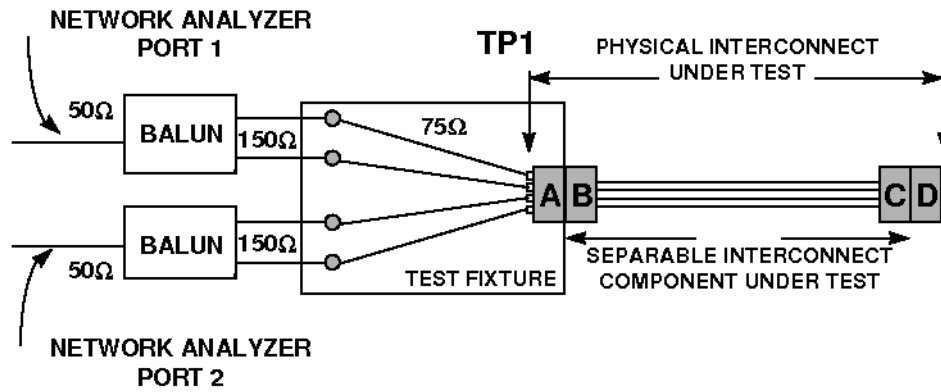 NETWORK ANALYZER
PORT 1
TP1
PHYSICAL INTERCONNECT
UNDER TEST
50Ω
BALUN
150Ω
75Ω
A
B
C
D
BALUN
150Ω
50Ω
TEST FIXTURE
SEPARABLE INTERCONNECT
COMPONENT UNDER TEST
NETWORK ANALYZER
PORT 2